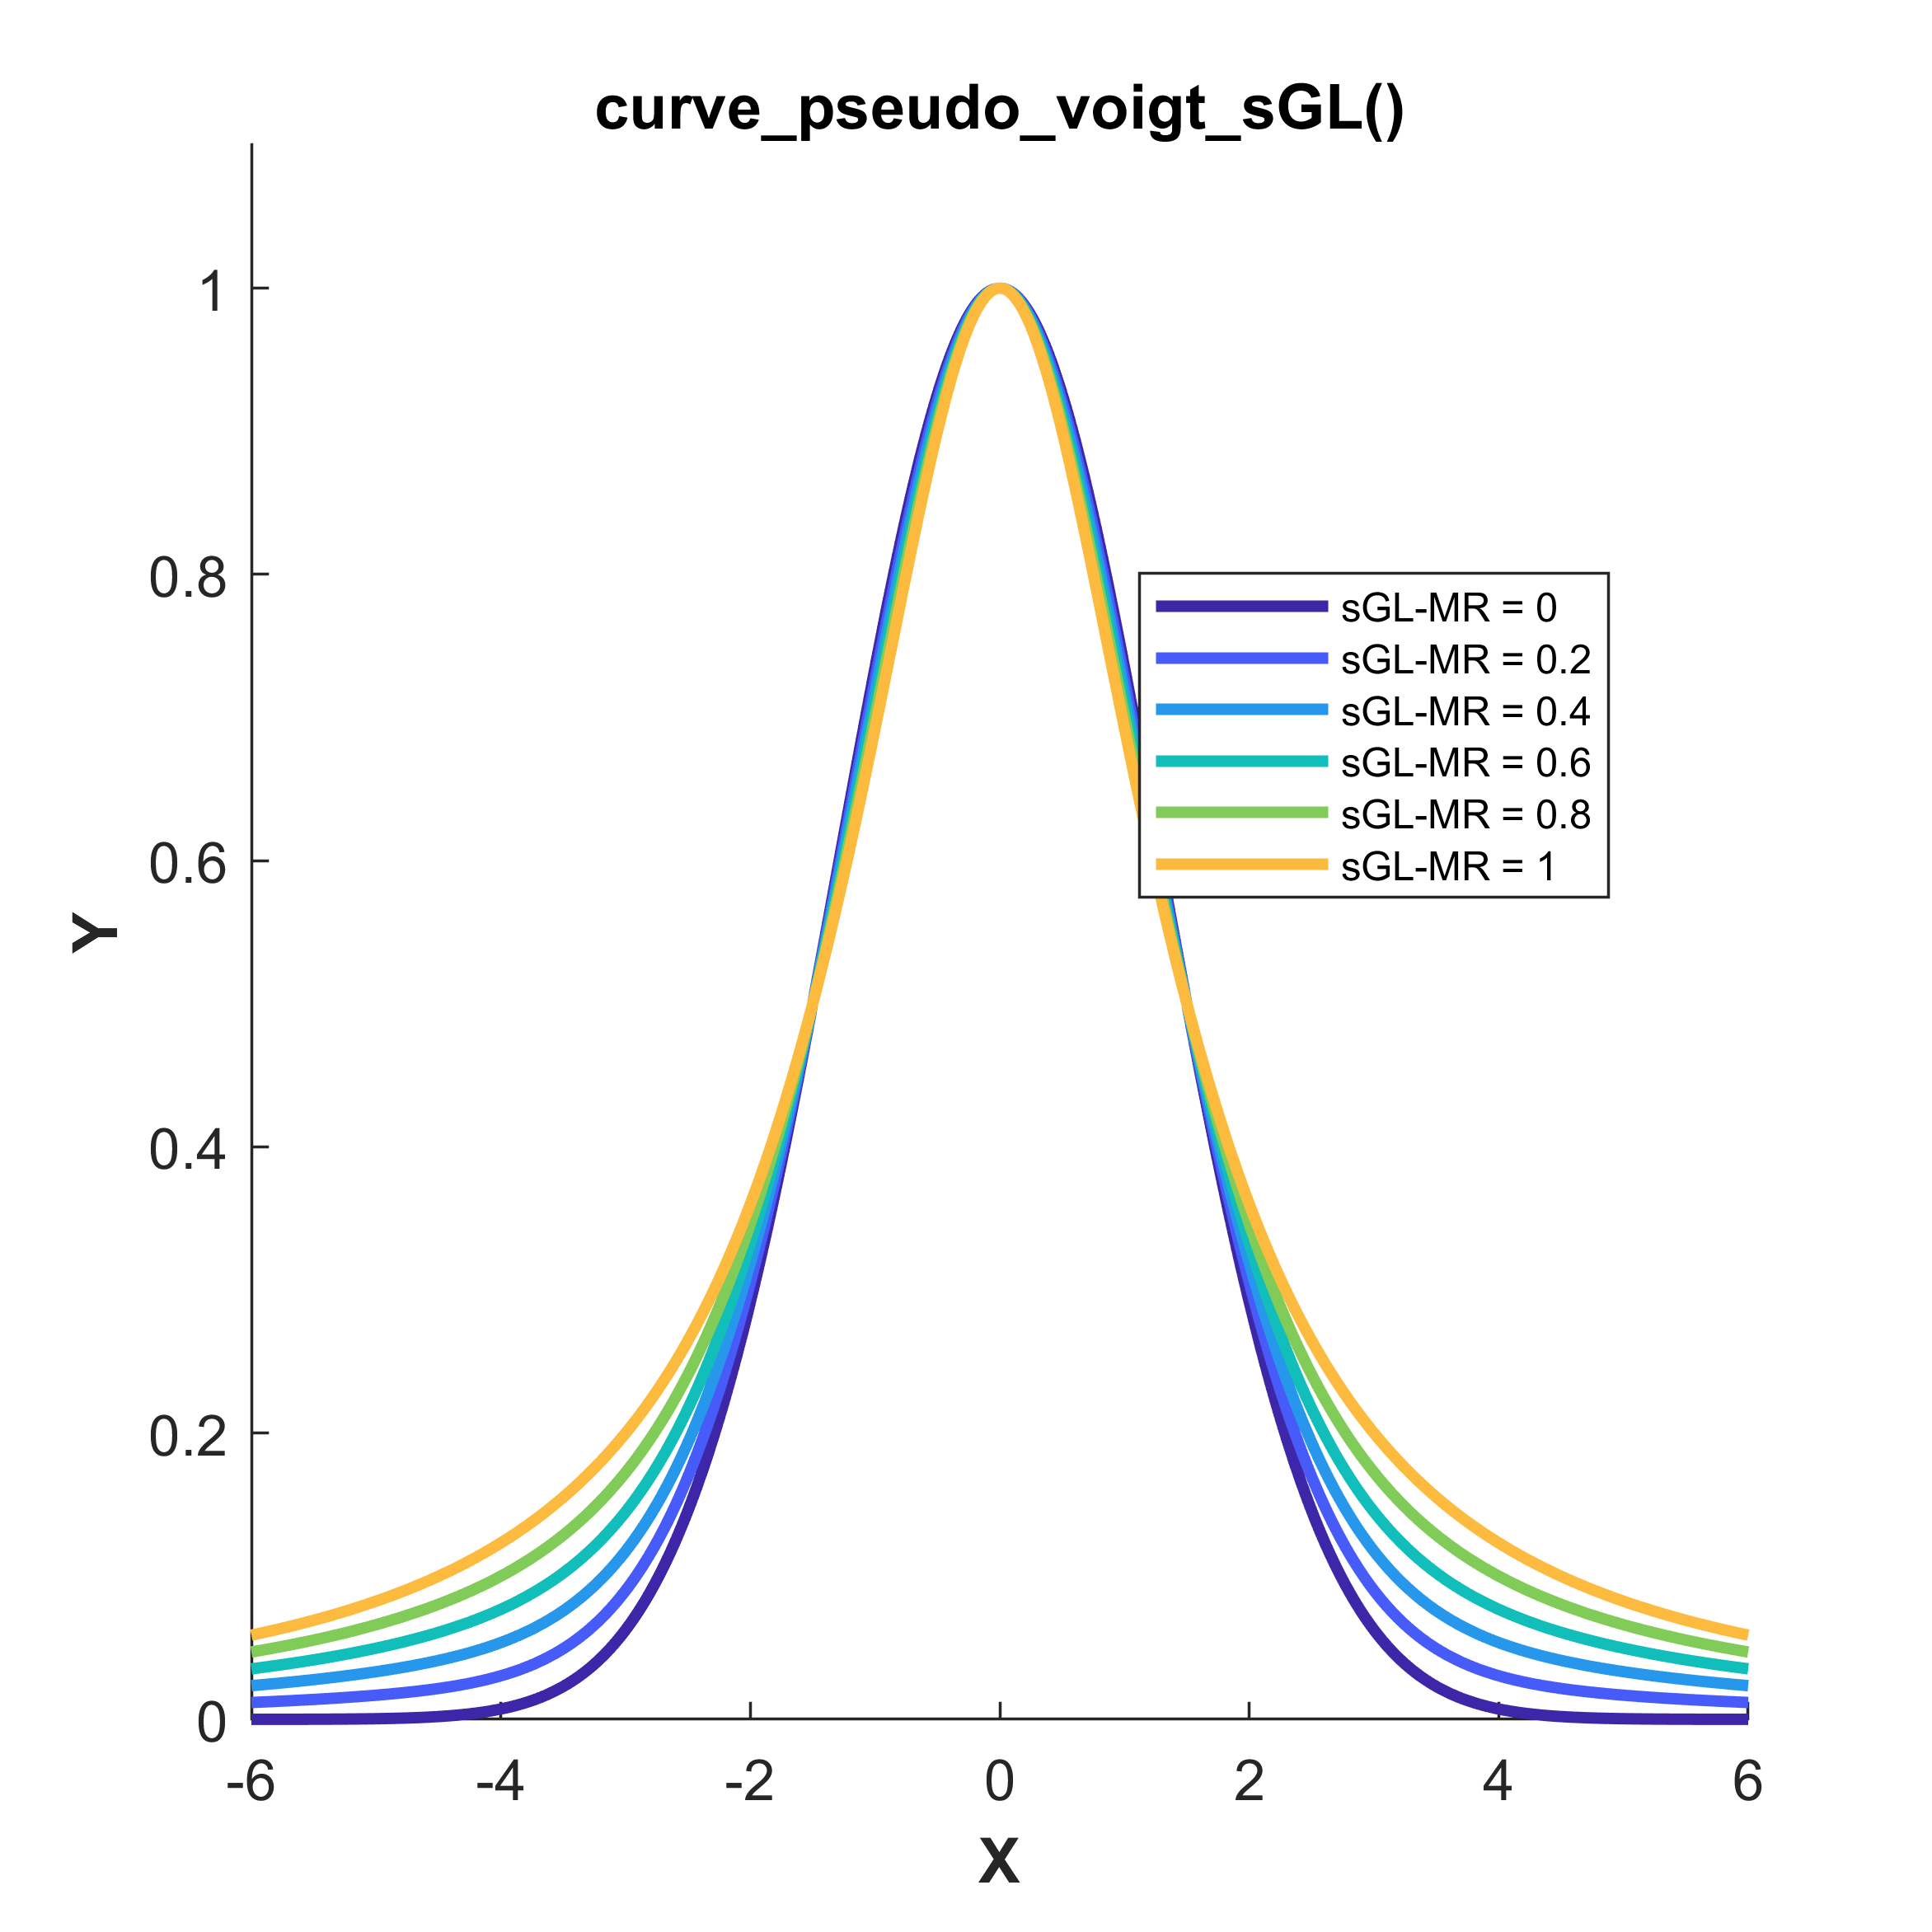 curve_pseudo_voigt_sGL()
1
0.8
0.6
0.4
0.2
0
Y
sGL-MR = 0
sGL-MR = 0.2
sGL-MR = 0.4
sGL-MR = 0.6
sGL-MR = 0.8
sGL-MR = 1
-6 -4 -2 0 2 4 6
X